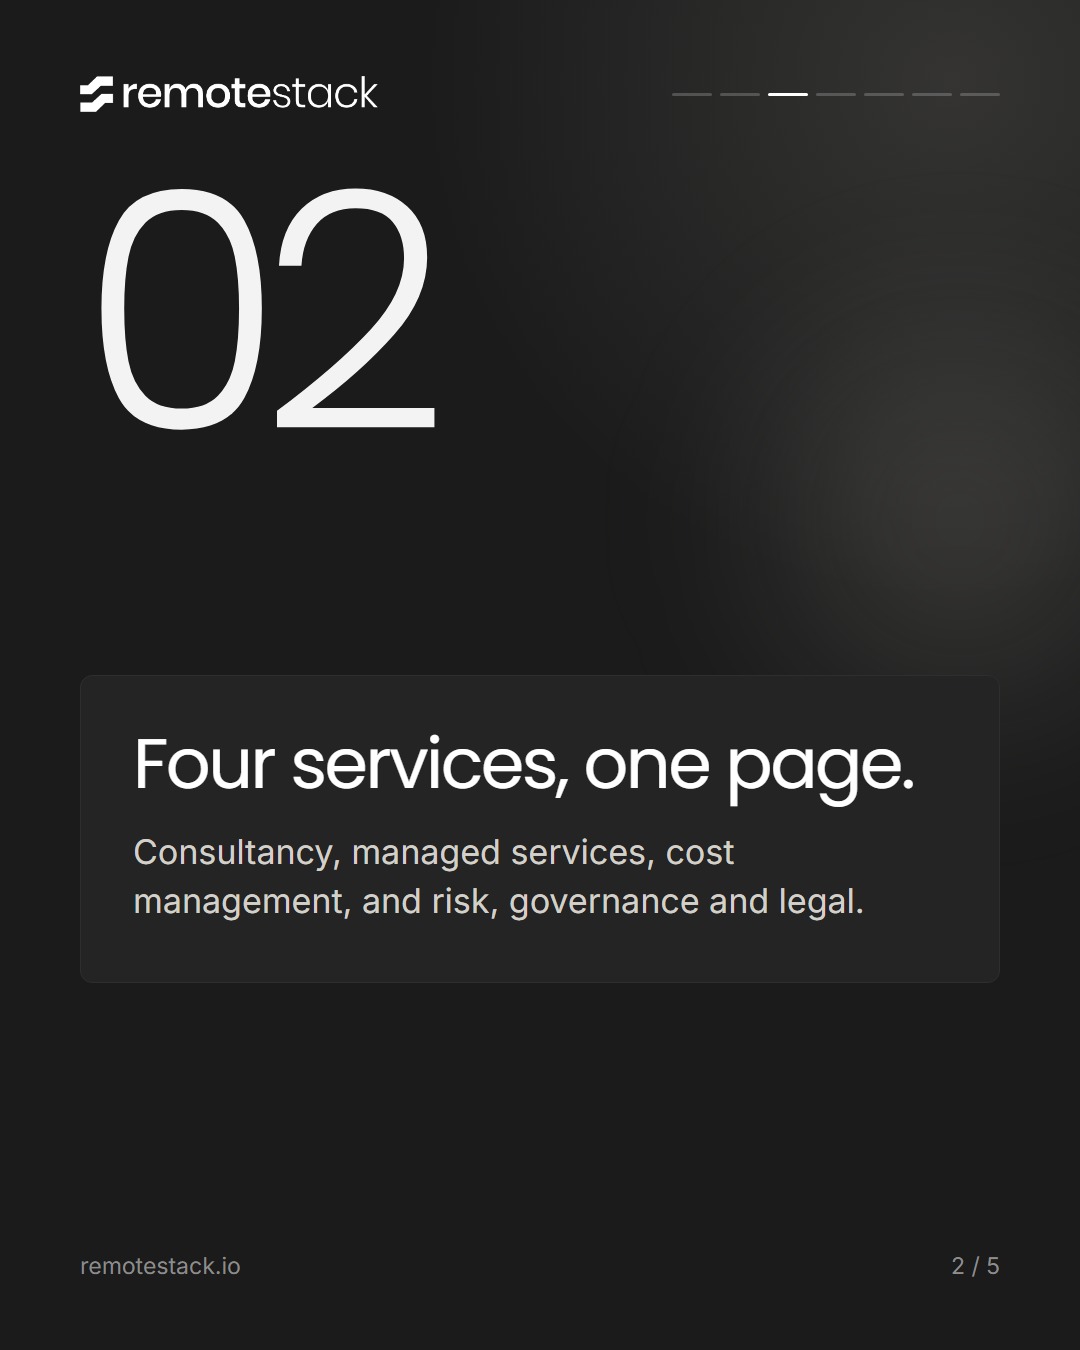 remotestack
02
Four services, one page.
Consultancy, managed services, cost
management, and risk, governance and legal.
remotestack.io
2 / 5